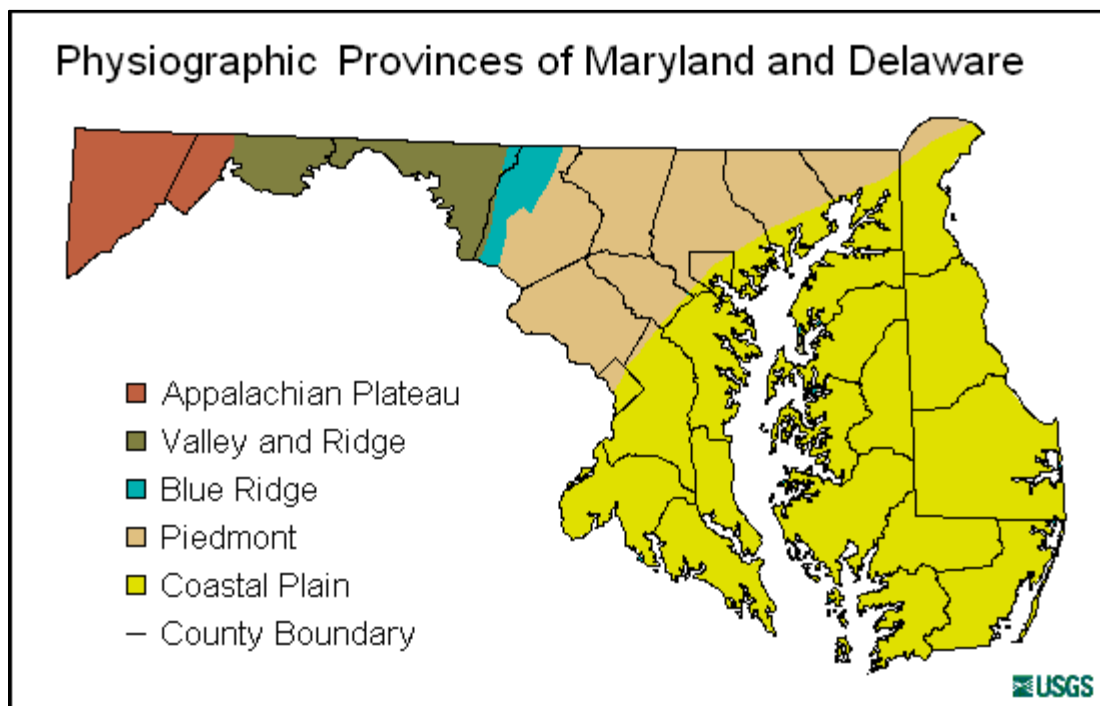 Physiographic Provinces of Maryland and Delaware
Appalachian Plateau
Valley and Ridge
Blue Ridge
Piedmont
Coastal Plain
County Boundary
USGS